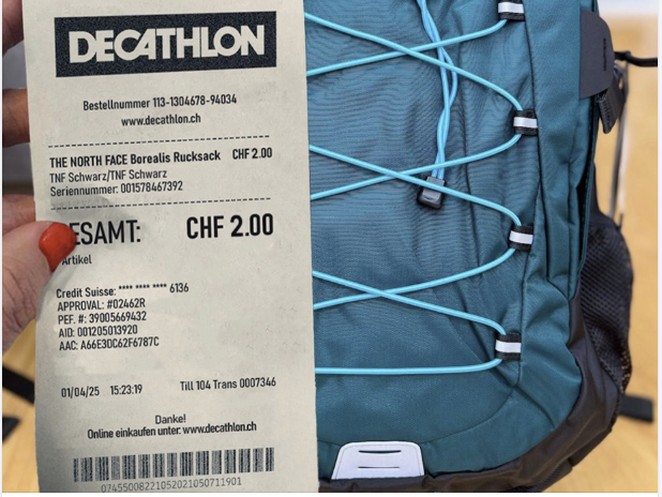 DECATHLON
Bestellnummer 113-1304678-94034
www.decathlon.ch
THE NORTH FACE Borealis Rucksack CHF 2.00
TNF Schwarz/TNF Schwarz
Seriennummer: 001578467392
ESAMT: CHF 2.00
Artikel
Credit Suisse: **** **** **** 6136
APPROVAL: #02462R
PEF. #: 39005669432
AID: 001205013920
AAC: A66E3DC62F6787C
01/04/25 15:23:19 Till 104 Trans 0007346
Danke!
Online einkaufen unter: www.decathlon.ch
07455008221052021050711901